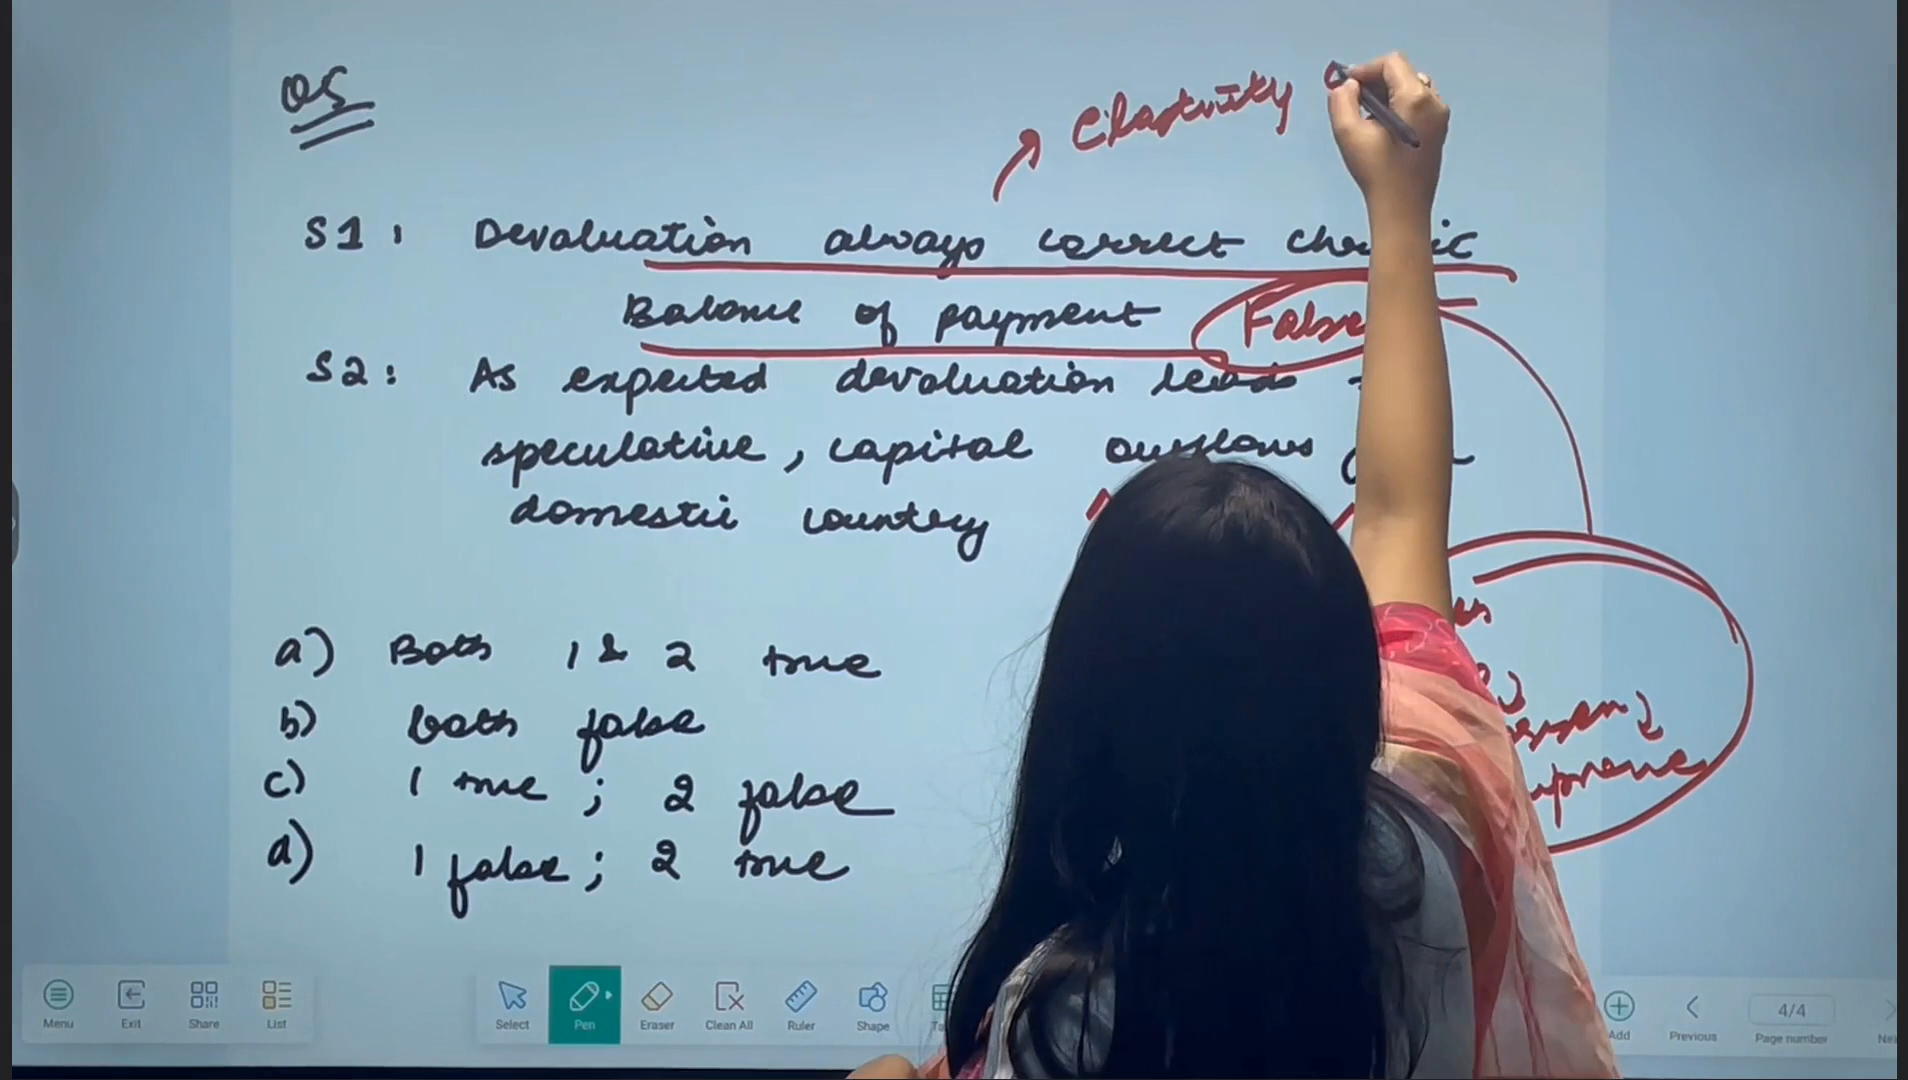 Q5
Elasticity
S1: Devaluation always correct
Balance of payment False
S2: As expected devaluation leads
speculative, capital outflows
domestic country
a) Both 1 & 2 true
b) both false
c) 1 true; 2 false
d) 1 false; 2 true
Menu Exit Share List Select Pen Eraser Clean All Ruler Shape Add Previous 4/4 Page number